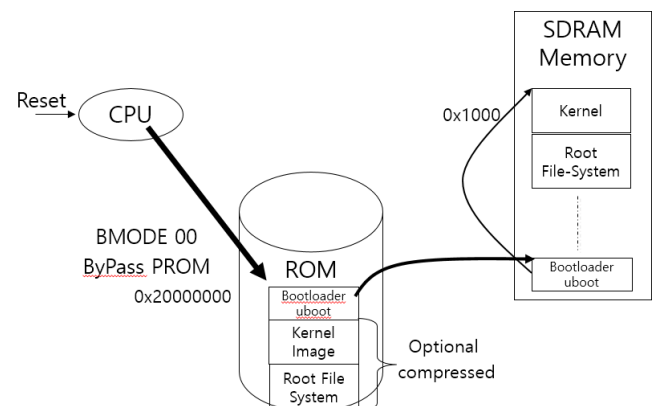 SDRAM
Memory
Reset
CPU
0x1000
Kernel
Root
File-System
BMODE 00
ByPass PROM
0x20000000
ROM
Bootloader
uboot
Bootloader
uboot
Kernel
Image
Optional
compressed
Root File
System